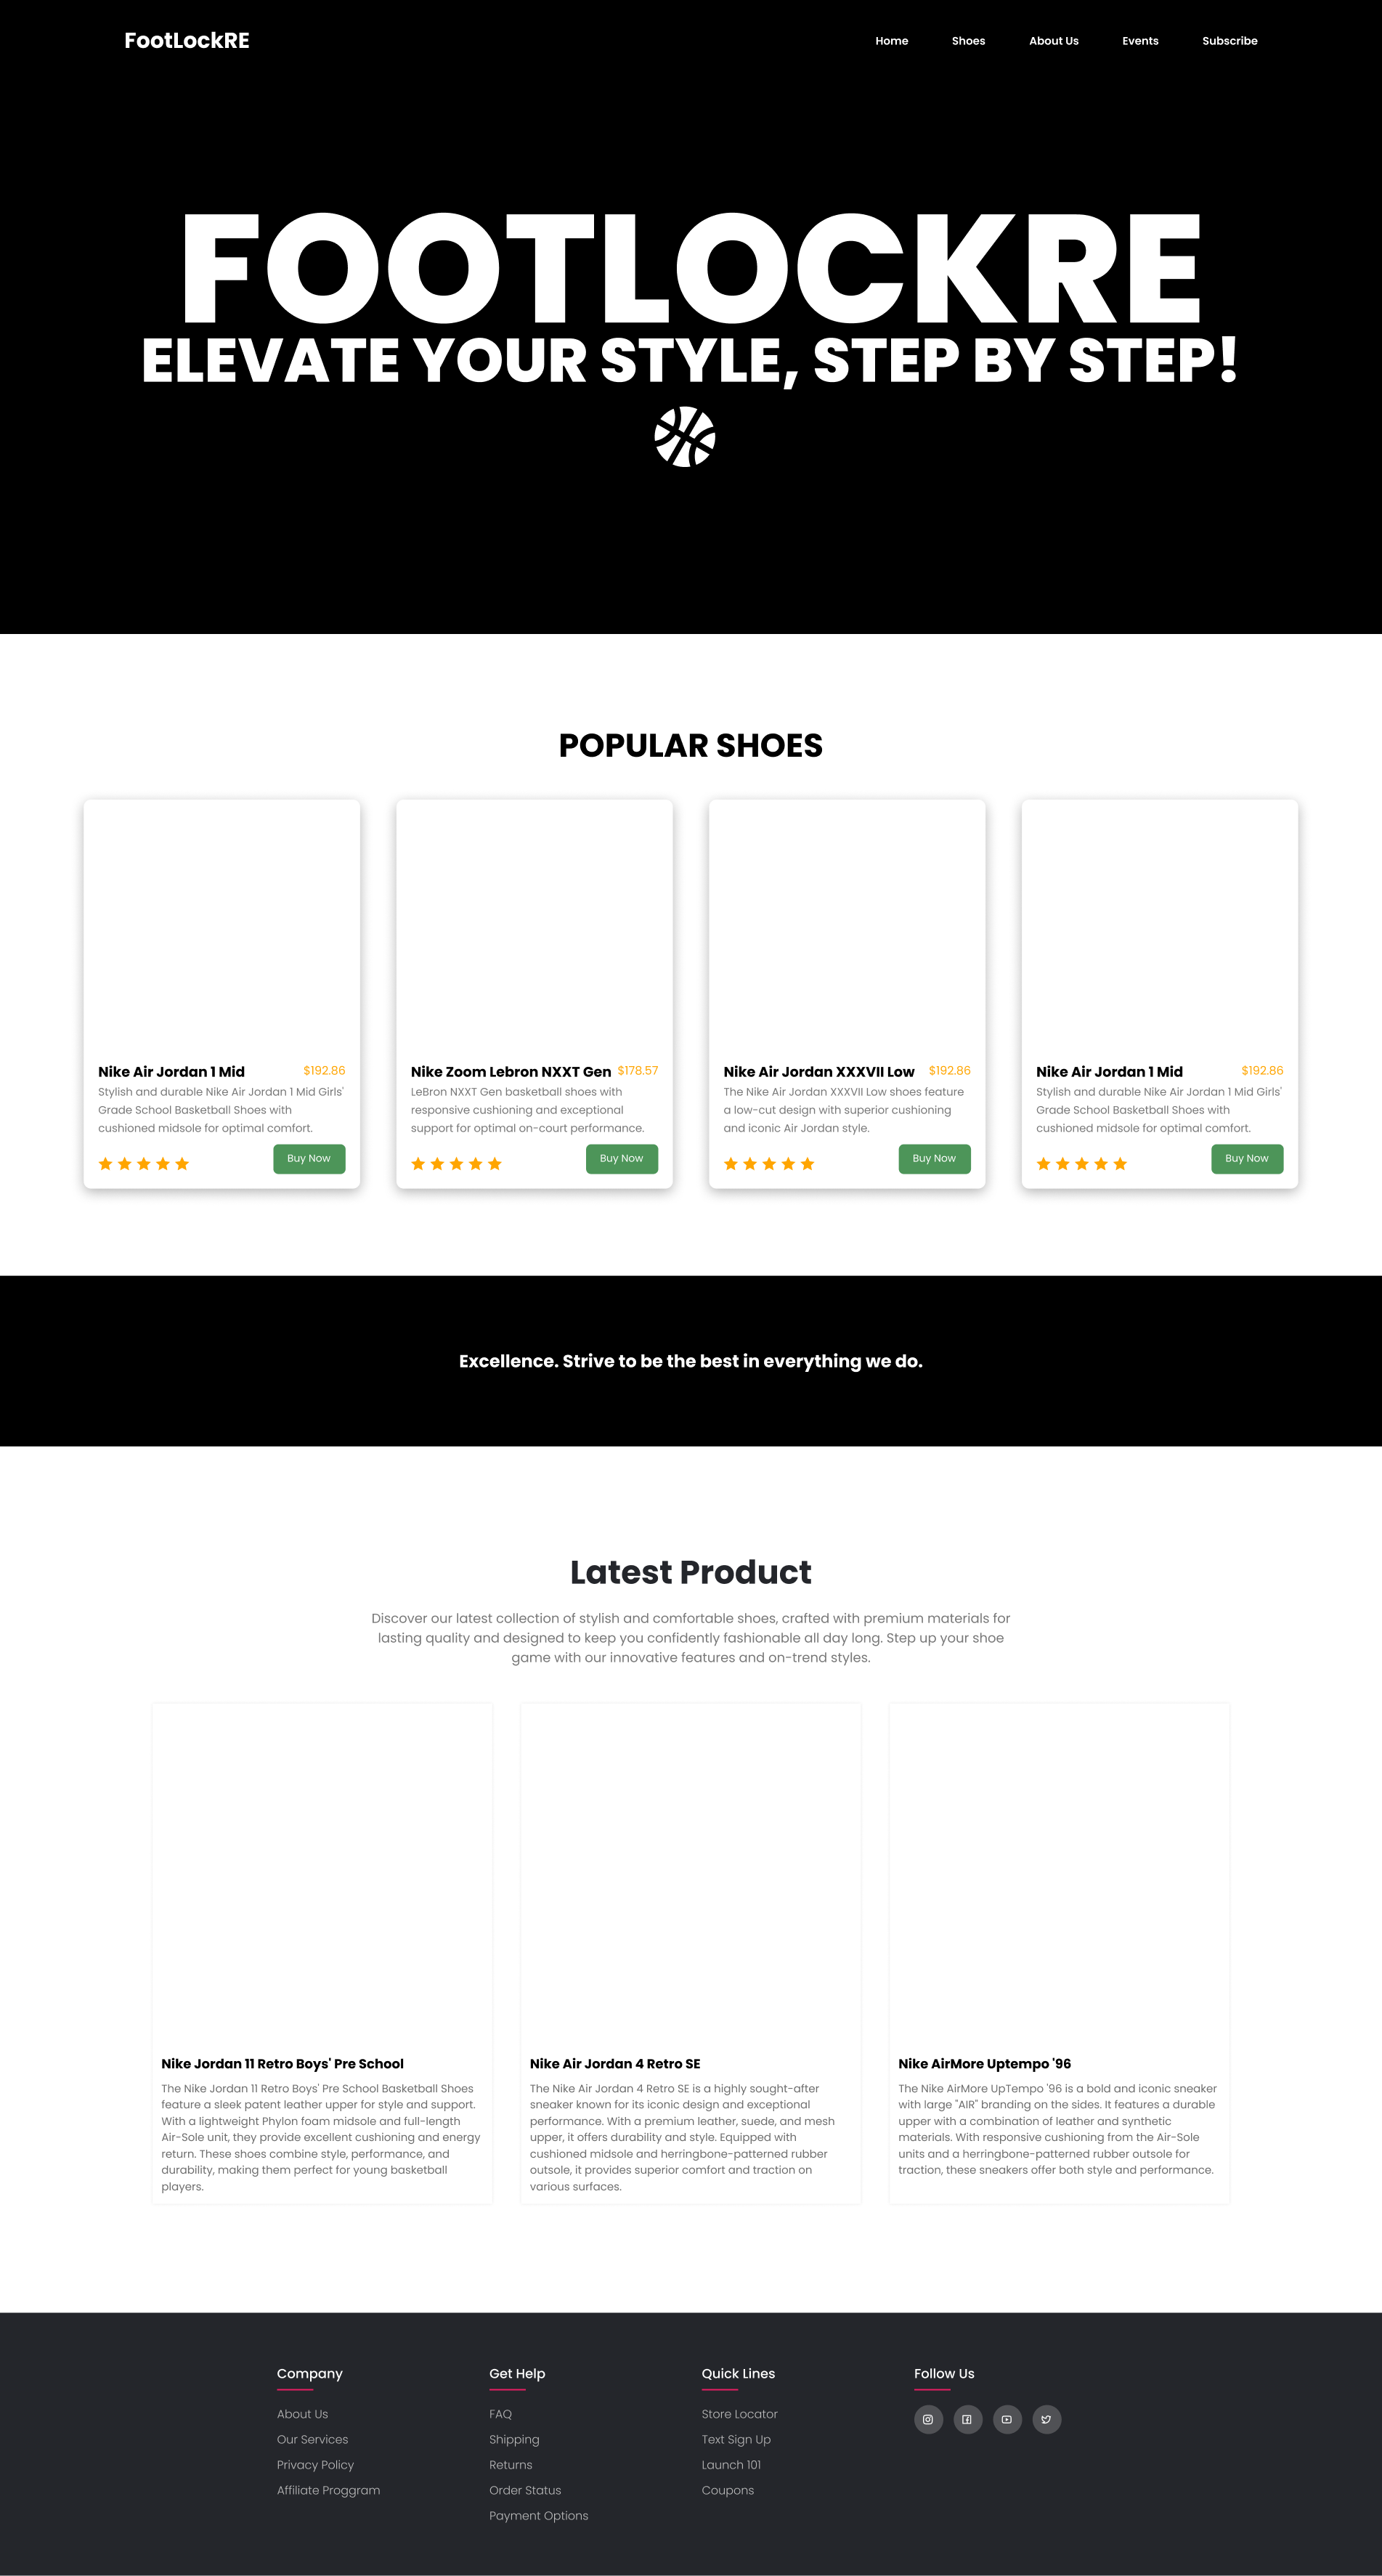 FootLockRE
Home Shoes About Us Events Subscribe
FOOTLOCKRE
ELEVATE YOUR STYLE, STEP BY STEP!
POPULAR SHOES
Nike Air Jordan 1 Mid $192.86
Stylish and durable Nike Air Jordan 1 Mid Girls'
Grade School Basketball Shoes with
cushioned midsole for optimal comfort.
Buy Now
Nike Zoom Lebron NXXT Gen $178.57
LeBron NXXT Gen basketball shoes with
responsive cushioning and exceptional
support for optimal on-court performance.
Buy Now
Nike Air Jordan XXXVII Low $192.86
The Nike Air Jordan XXXVII Low shoes feature
a low-cut design with superior cushioning
and iconic Air Jordan style.
Buy Now
Nike Air Jordan 1 Mid $192.86
Stylish and durable Nike Air Jordan 1 Mid Girls'
Grade School Basketball Shoes with
cushioned midsole for optimal comfort.
Buy Now
Excellence. Strive to be the best in everything we do.
Latest Product
Discover our latest collection of stylish and comfortable shoes, crafted with premium materials for
lasting quality and designed to keep you confidently fashionable all day long. Step up your shoe
game with our innovative features and on-trend styles.
Nike Jordan 11 Retro Boys' Pre School
The Nike Jordan 11 Retro Boys' Pre School Basketball Shoes
feature a sleek patent leather upper for style and support.
With a lightweight Phylon foam midsole and full-length
Air-Sole unit, they provide excellent cushioning and energy
return. These shoes combine style, performance, and
durability, making them perfect for young basketball
players.
Nike Air Jordan 4 Retro SE
The Nike Air Jordan 4 Retro SE is a highly sought-after
sneaker known for its iconic design and exceptional
performance. With a premium leather, suede, and mesh
upper, it offers durability and style. Equipped with
cushioned midsole and herringbone-patterned rubber
outsole, it provides superior comfort and traction on
various surfaces.
Nike AirMore Uptempo '96
The Nike AirMore UpTempo '96 is a bold and iconic sneaker
with large "AIR" branding on the sides. It features a durable
upper with a combination of leather and synthetic
materials. With responsive cushioning from the Air-Sole
units and a herringbone-patterned rubber outsole for
traction, these sneakers offer both style and performance.
Company
About Us
Our Services
Privacy Policy
Affiliate Proggram
Get Help
FAQ
Shipping
Returns
Order Status
Payment Options
Quick Lines
Store Locator
Text Sign Up
Launch 101
Coupons
Follow Us